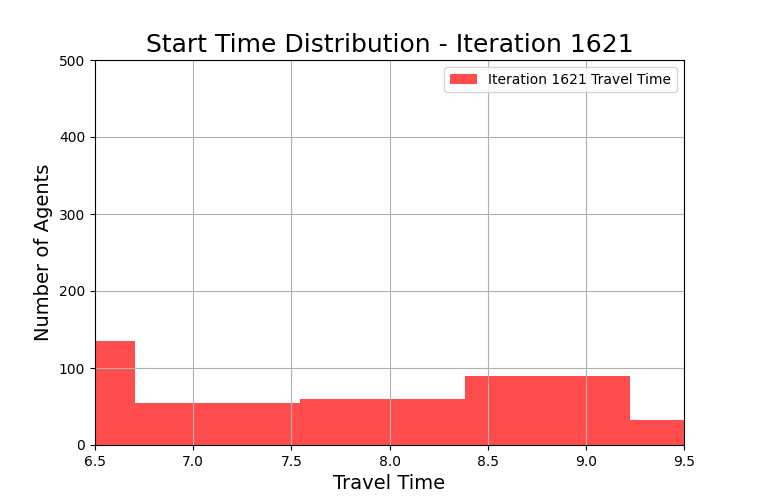 Start Time Distribution - Iteration 1621
Iteration 1621 Travel Time
Number of Agents
500
400
300
200
100
0
6.5 7.0 7.5 8.0 8.5 9.0 9.5
Travel Time